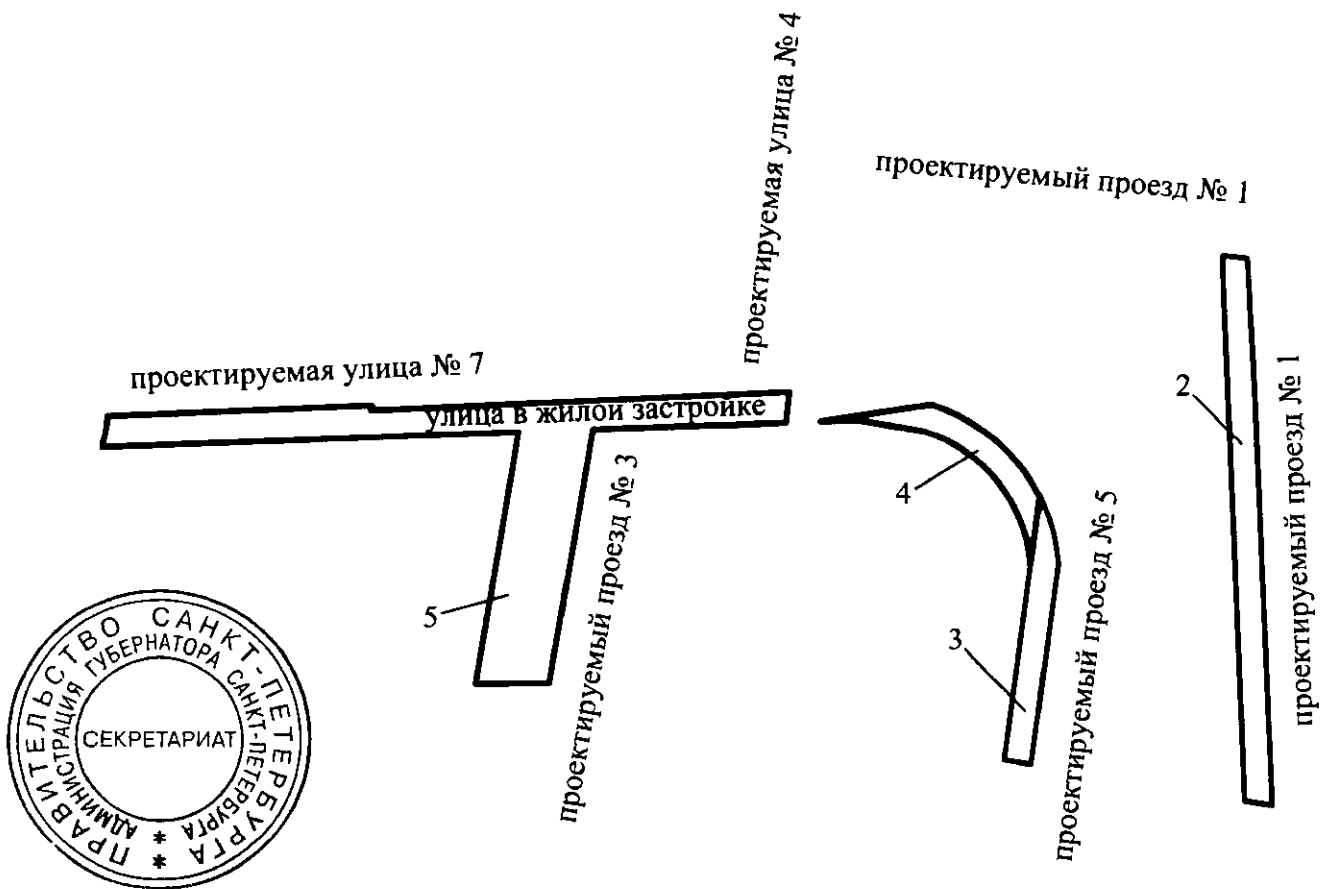 проектируемая улица № 4
проектируемый проезд № 1
проектируемая улица № 7
улица в жилой застройке
2
проектируемый проезд № 1
4
проектируемый проезд № 3
проектируемый проезд № 5
5
3
ПРАВИТЕЛЬСТВО САНКТ-ПЕТЕРБУРГА
АДМИНИСТРАЦИЯ ГУБЕРНАТОРА САНКТ-ПЕТЕРБУРГА
СЕКРЕТАРИАТ